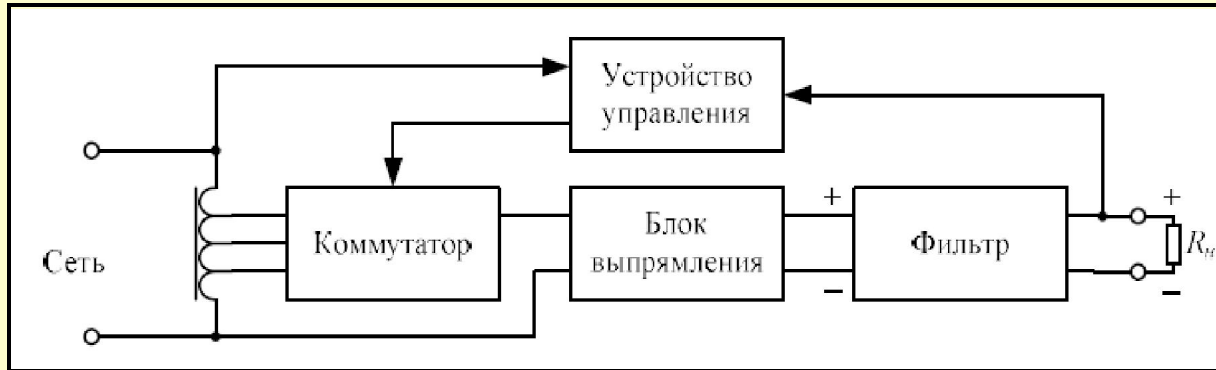 Устройство
управления
Сеть
Коммутатор
Блок
выпрямления
+
−
Фильтр
+
Rн
−